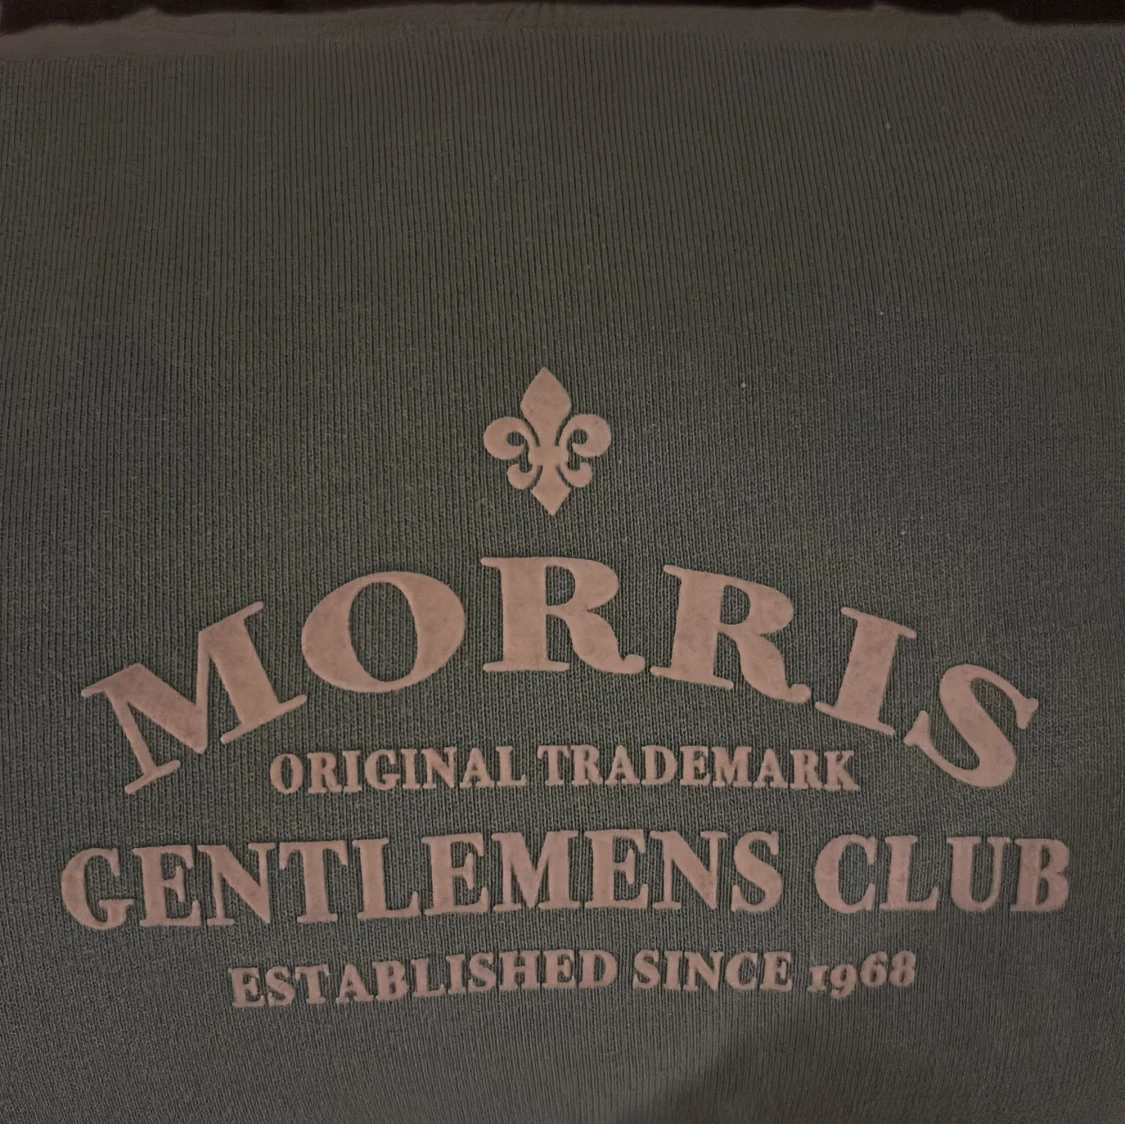 MORRIS
ORIGINAL TRADEMARK
GENTLEMENS CLUB
ESTABLISHED SINCE 1968